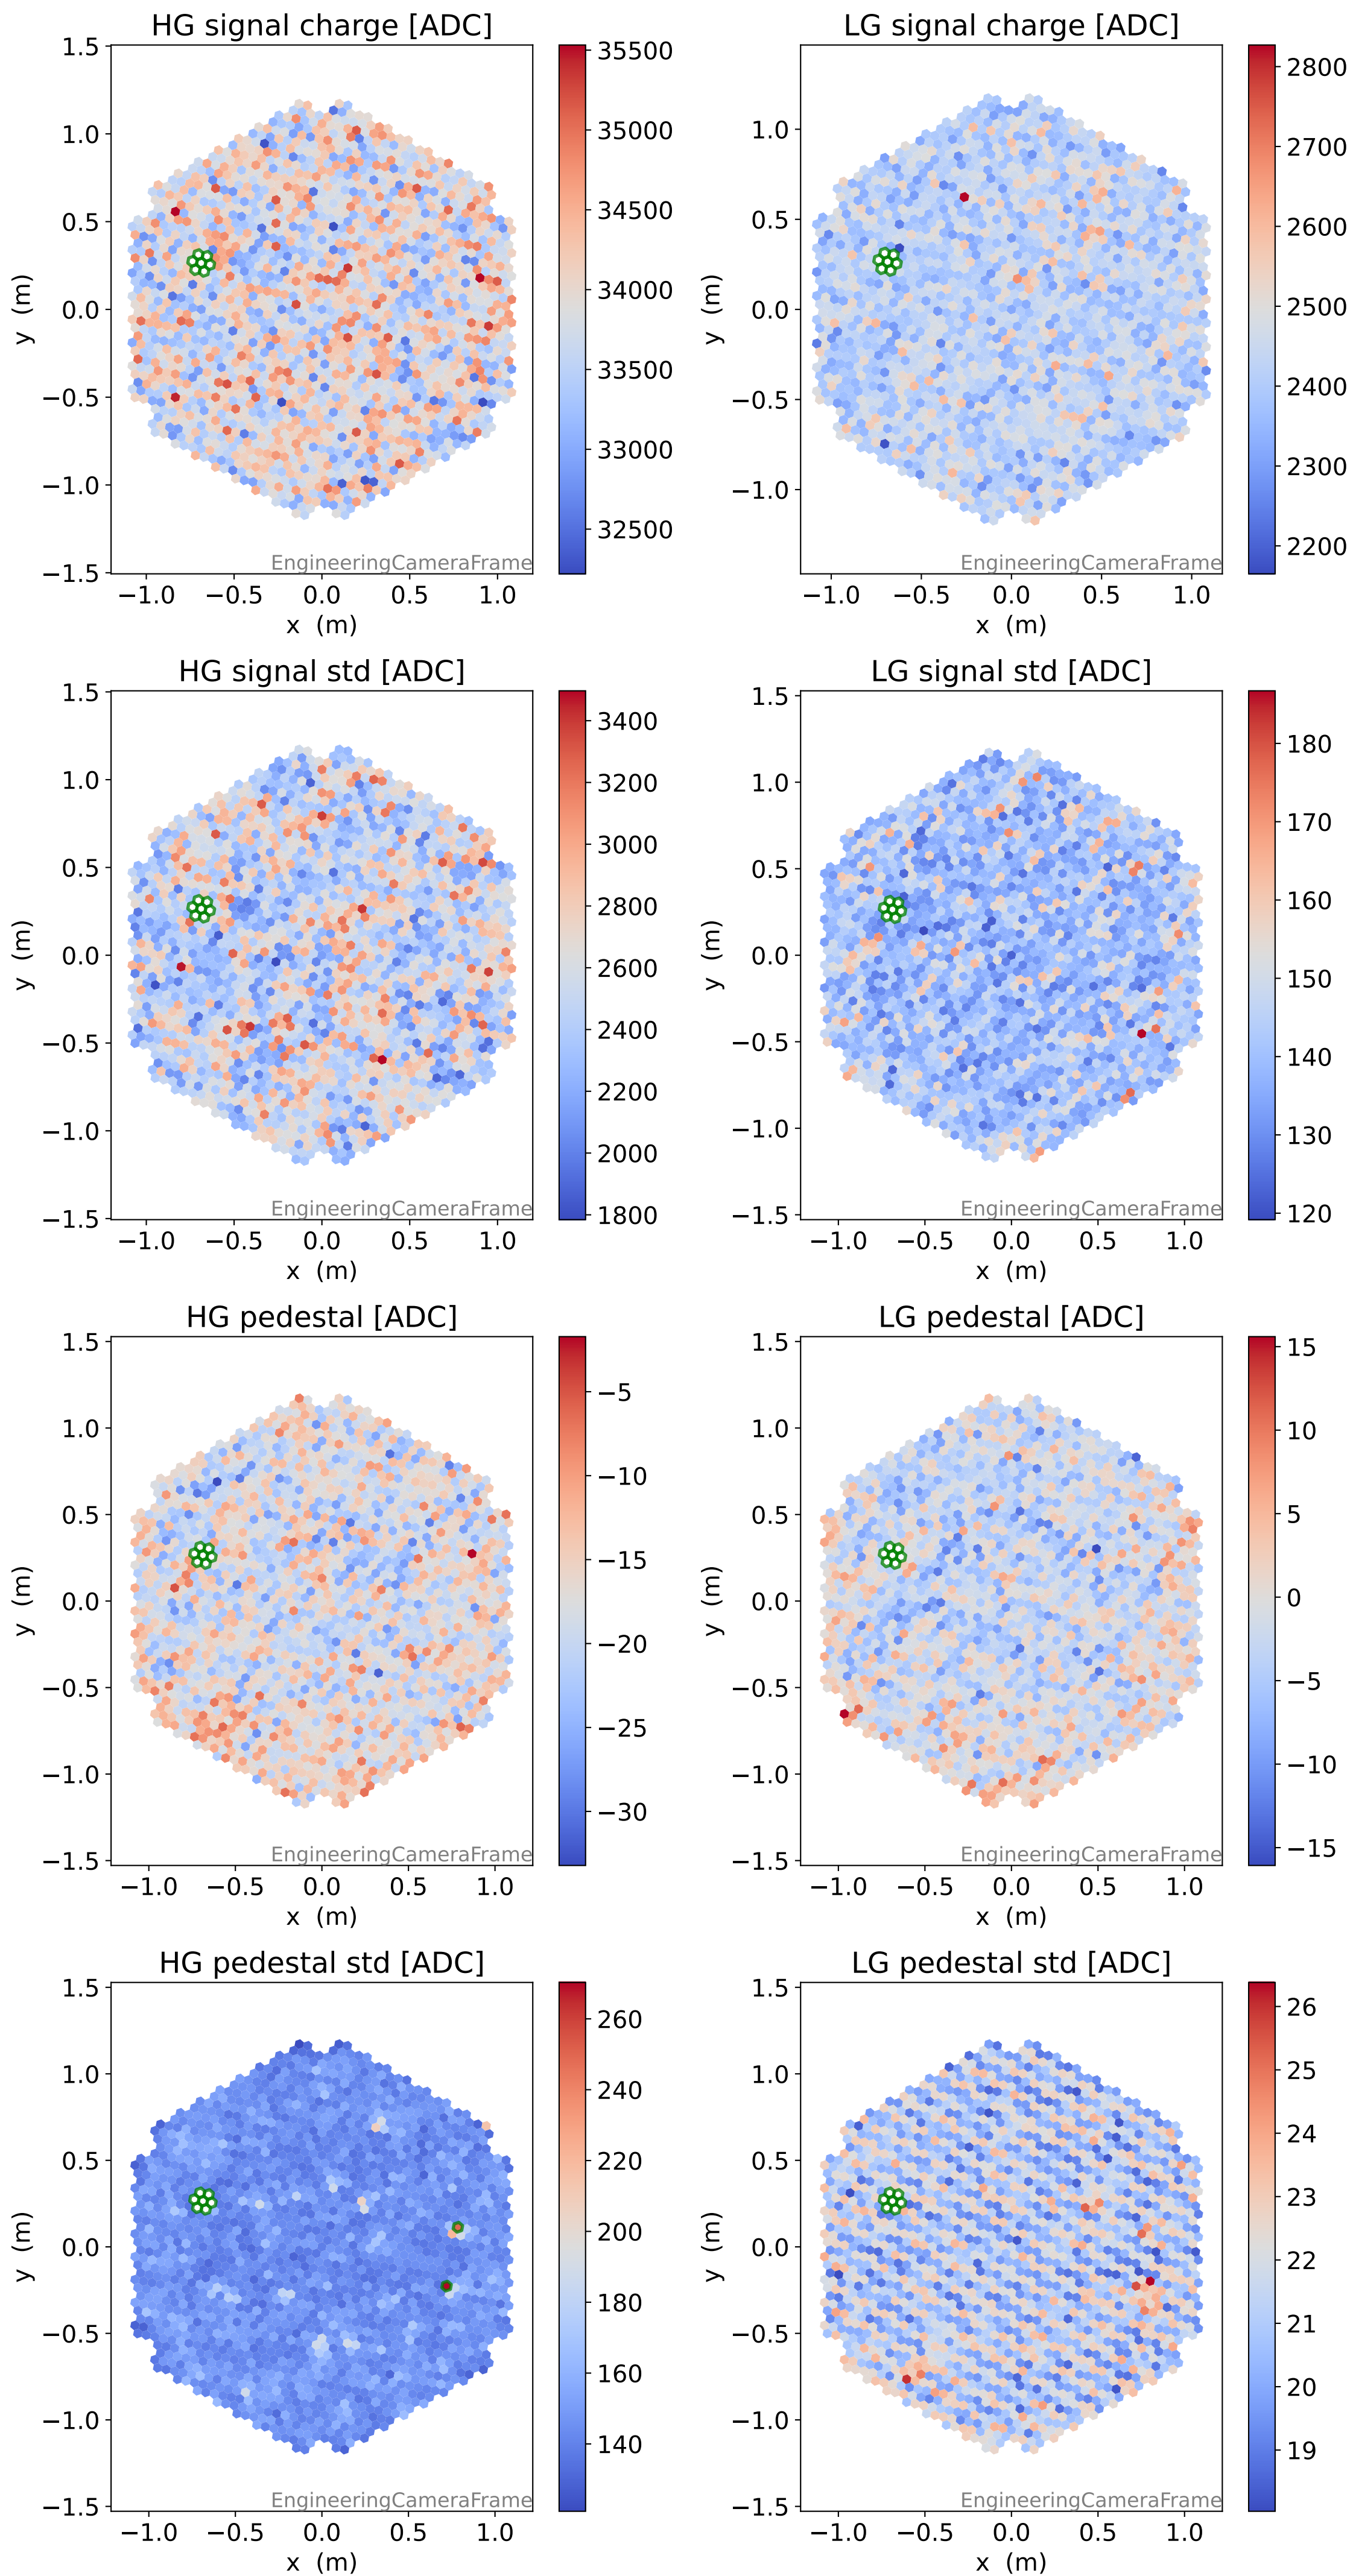 HG signal charge [ADC]
1.5
1.0
0.5
0.0
−0.5
−1.0
−1.5
y (m)
−1.0 −0.5 0.0 0.5 1.0
x (m)
EngineeringCameraFrame
35500
35000
34500
34000
33500
33000
32500
LG signal charge [ADC]
1.0
0.5
0.0
−0.5
−1.0
y (m)
−1.0 −0.5 0.0 0.5 1.0
x (m)
EngineeringCameraFrame
2800
2700
2600
2500
2400
2300
2200
HG signal std [ADC]
1.5
1.0
0.5
0.0
−0.5
−1.0
−1.5
y (m)
−1.0 −0.5 0.0 0.5 1.0
x (m)
EngineeringCameraFrame
3400
3200
3000
2800
2600
2400
2200
2000
1800
LG signal std [ADC]
1.5
1.0
0.5
0.0
−0.5
−1.0
−1.5
y (m)
−1.0 −0.5 0.0 0.5 1.0
x (m)
EngineeringCameraFrame
180
170
160
150
140
130
120
HG pedestal [ADC]
1.5
1.0
0.5
0.0
−0.5
−1.0
−1.5
y (m)
−1.0 −0.5 0.0 0.5 1.0
x (m)
EngineeringCameraFrame
−5
−10
−15
−20
−25
−30
LG pedestal [ADC]
1.5
1.0
0.5
0.0
−0.5
−1.0
−1.5
y (m)
−1.0 −0.5 0.0 0.5 1.0
x (m)
EngineeringCameraFrame
15
10
5
0
−5
−10
−15
HG pedestal std [ADC]
1.5
1.0
0.5
0.0
−0.5
−1.0
−1.5
y (m)
−1.0 −0.5 0.0 0.5 1.0
x (m)
EngineeringCameraFrame
260
240
220
200
180
160
140
LG pedestal std [ADC]
1.5
1.0
0.5
0.0
−0.5
−1.0
−1.5
y (m)
−1.0 −0.5 0.0 0.5 1.0
x (m)
EngineeringCameraFrame
26
25
24
23
22
21
20
19